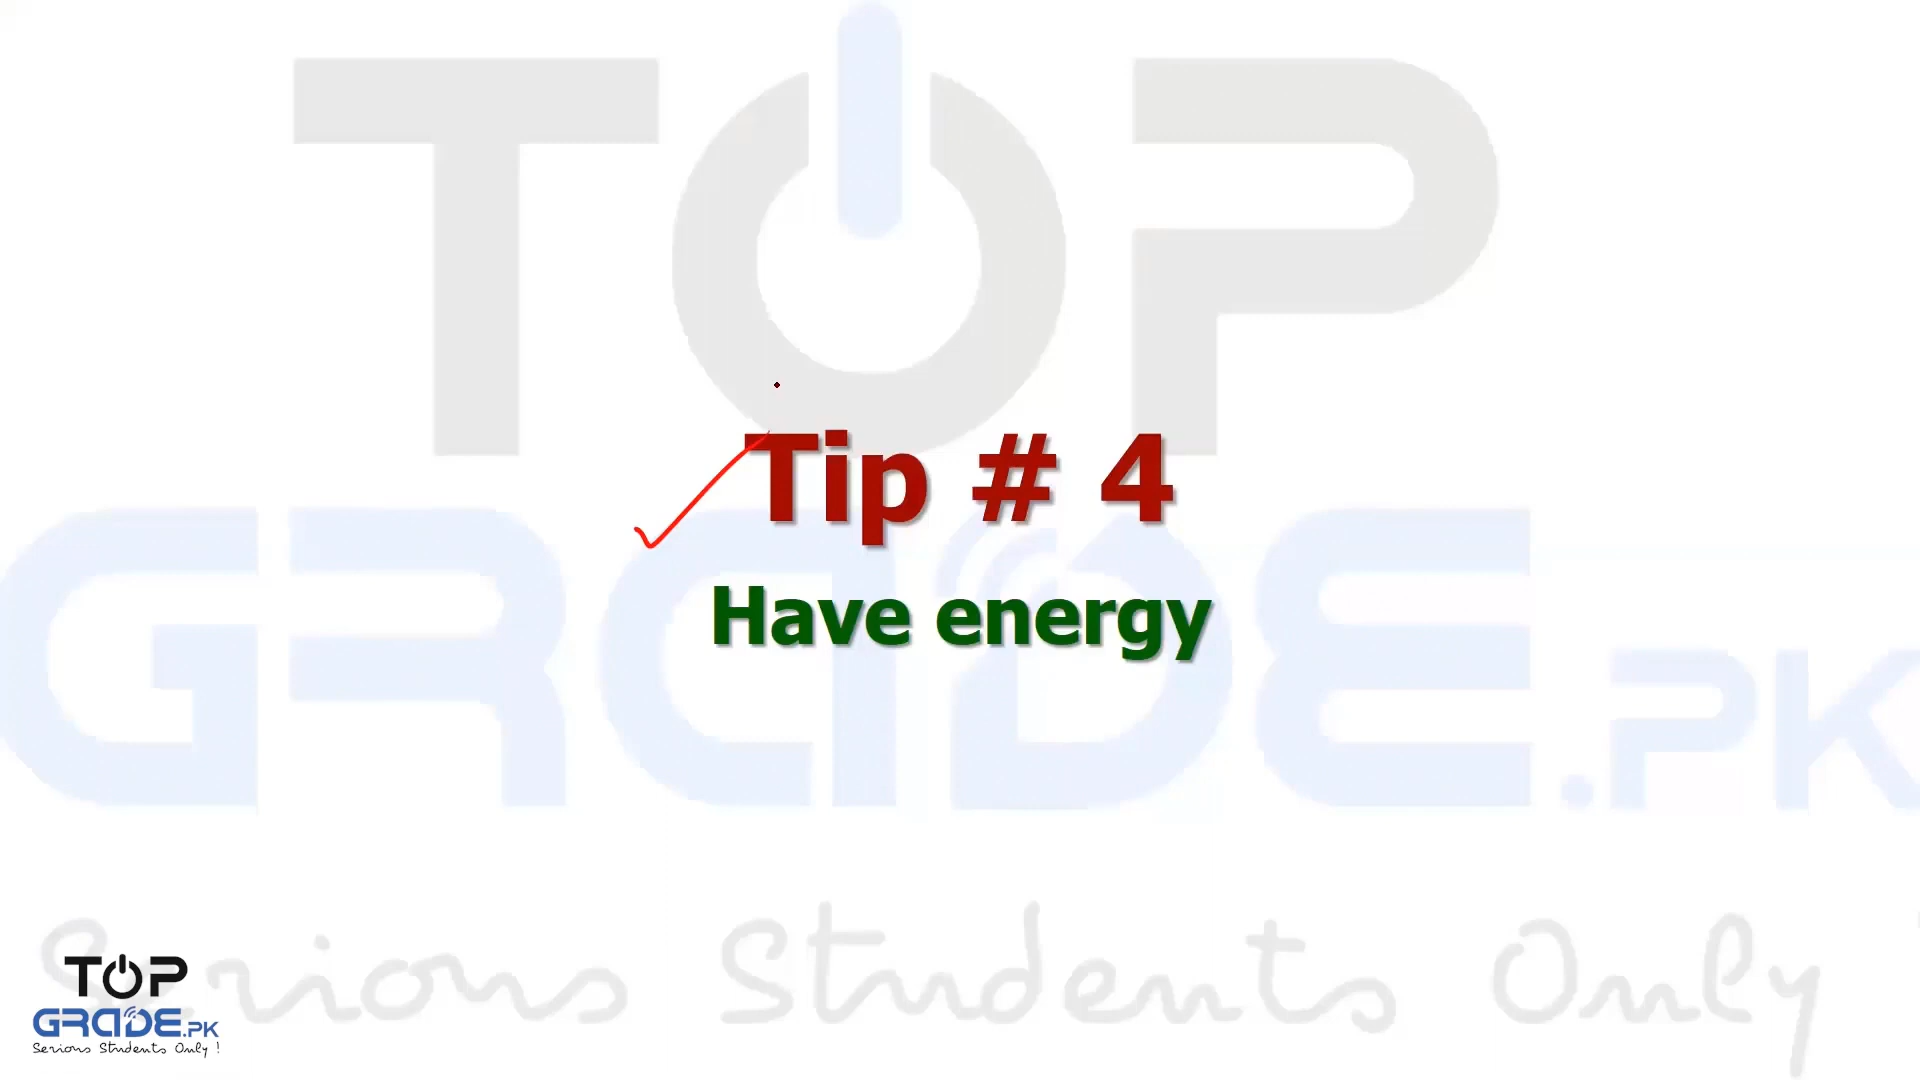 TOP
GRADE.PK
Serious Students Only !
Tip # 4
Have energy
TOP
GRADE.PK
Serious Students Only !